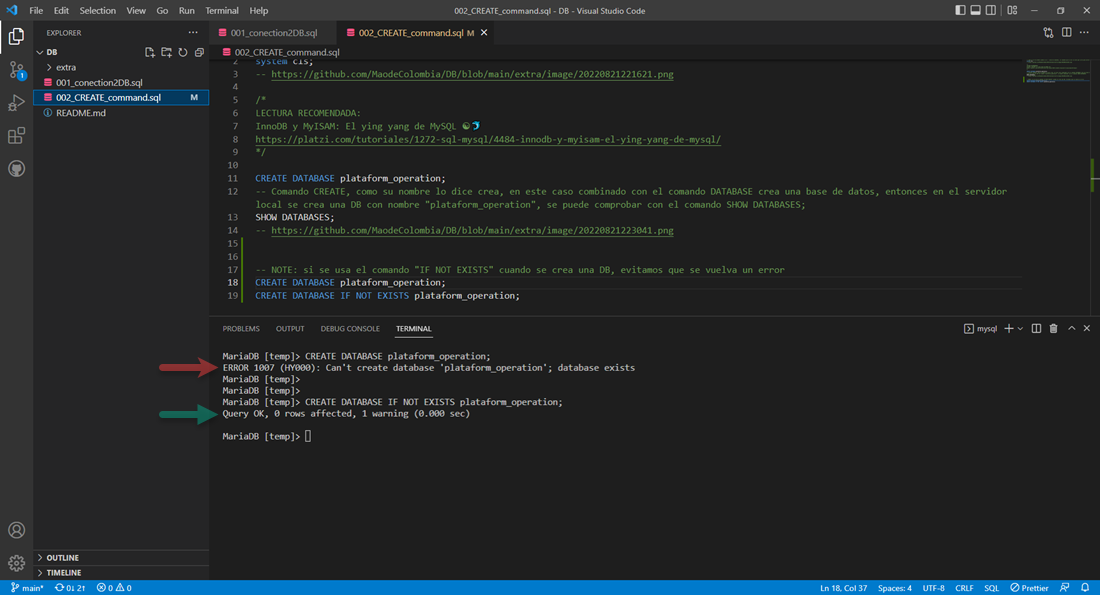 File Edit Selection View Go Run Terminal Help 002_CREATE_command.sql - DB - Visual Studio Code
EXPLORER
DB
extra
001_conection2DB.sql
002_CREATE_command.sql M
README.md
OUTLINE
TIMELINE
1
001_conection2DB.sql 002_CREATE_command.sql M
002_CREATE_command.sql
2 system cls;
3 -- https://github.com/MaodeColombia/DB/blob/main/extra/image/20220821221621.png
4
5 /*
6 LECTURA RECOMENDADA:
7 InnoDB y MyISAM: El ying yang de MySQL ☯🐬
8 https://platzi.com/tutoriales/1272-sql-mysql/4484-innodb-y-myisam-el-ying-yang-de-mysql/
9 */
10
11 CREATE DATABASE plataform_operation;
12 -- Comando CREATE, como su nombre lo dice crea, en este caso combinado con el comando DATABASE crea una base de datos, entonces en el servidor
local se crea una DB con nombre "plataform_operation", se puede comprobar con el comando SHOW DATABASES;
13 SHOW DATABASES;
14 -- https://github.com/MaodeColombia/DB/blob/main/extra/image/20220821223041.png
15
16
17 -- NOTE: si se usa el comando "IF NOT EXISTS" cuando se crea una DB, evitamos que se vuelva un error
18 CREATE DATABASE plataform_operation;
19 CREATE DATABASE IF NOT EXISTS plataform_operation;
PROBLEMS OUTPUT DEBUG CONSOLE TERMINAL mysql
MariaDB [temp]> CREATE DATABASE plataform_operation;
ERROR 1007 (HY000): Can't create database 'plataform_operation'; database exists
MariaDB [temp]>
MariaDB [temp]>
MariaDB [temp]> CREATE DATABASE IF NOT EXISTS plataform_operation;
Query OK, 0 rows affected, 1 warning (0.000 sec)
MariaDB [temp]>
main* 0↓ 2↑ 0 0 Ln 18, Col 37 Spaces: 4 UTF-8 CRLF SQL Prettier